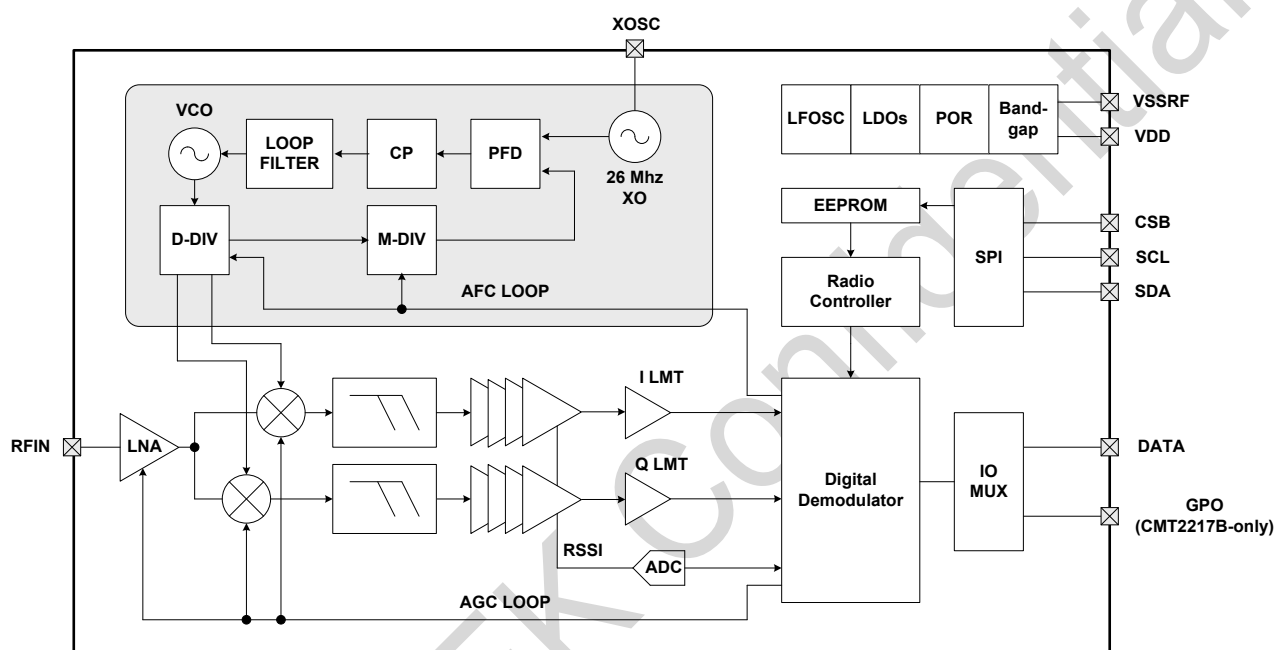 XOSC
VCO
LOOP
FILTER
CP
PFD
26 Mhz
XO
LFOSC
LDOs
POR
Band-
gap
VSSRF
VDD
D-DIV
M-DIV
AFC LOOP
EEPROM
Radio
Controller
SPI
CSB
SCL
SDA
RFIN
LNA
I LMT
Q LMT
RSSI
ADC
AGC LOOP
Digital
Demodulator
IO
MUX
DATA
GPO
(CMT2217B-only)
EK Confidential